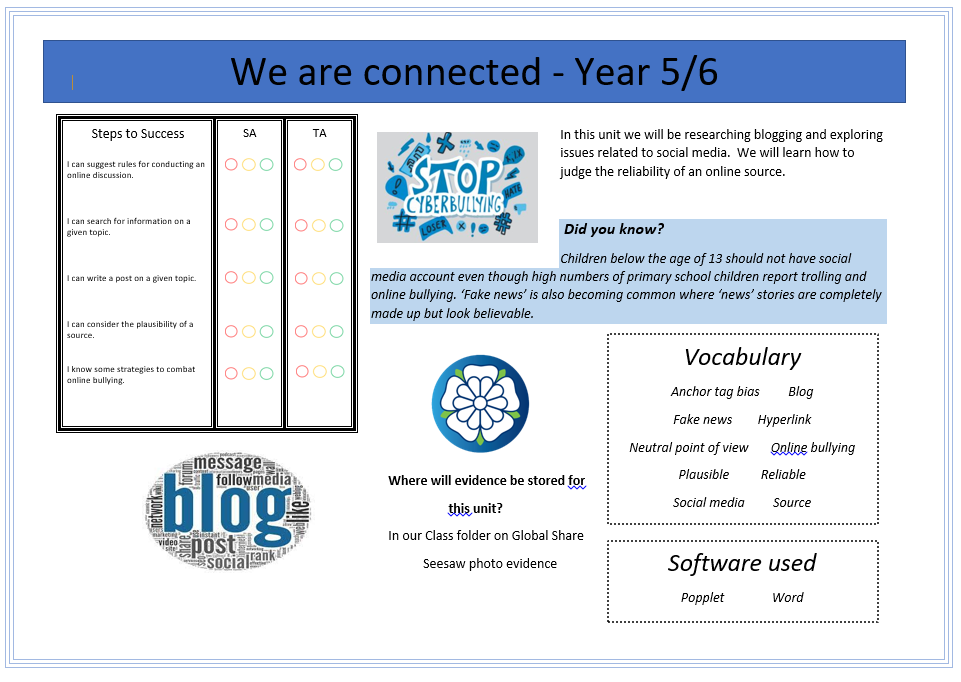 We are connected - Year 5/6
Steps to Success
SA
TA
I can suggest rules for conducting an
online discussion.
I can search for information on a
given topic.
I can write a post on a given topic.
I can consider the plausibility of a
source.
I know some strategies to combat
online bullying.
STOP
CYBERBULLYING
HATE
LOSER
In this unit we will be researching blogging and exploring
issues related to social media.  We will learn how to
judge the reliability of an online source.
Did you know?
Children below the age of 13 should not have social
media account even though high numbers of primary school children report trolling and
online bullying. ‘Fake news’ is also becoming common where ‘news’ stories are completely
made up but look believable.
message
follow media
blog
network
like
web
post
video
site
share
social
rank
Where will evidence be stored for
this unit?
In our Class folder on Global Share
Seesaw photo evidence
Vocabulary
Anchor tag bias Blog
Fake news Hyperlink
Neutral point of view Online bullying
Plausible Reliable
Social media Source
Software used
Popplet Word